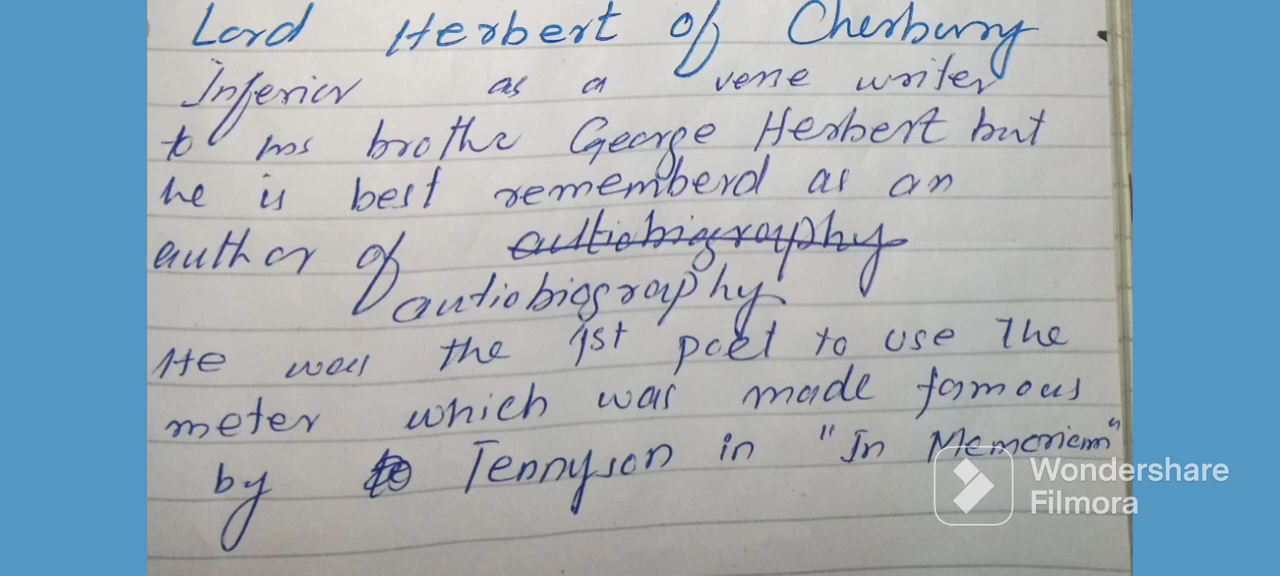 Lord Herbert of Cherbury
Inferior as a verse writer
to his brothe George Herbert but
he is best rememberd as an
author of autiobiography
autiobiography
He was the 1st poet to use The
meter which was made famous
by to Tennyson in "In Memoriam"
Wondershare
Filmora